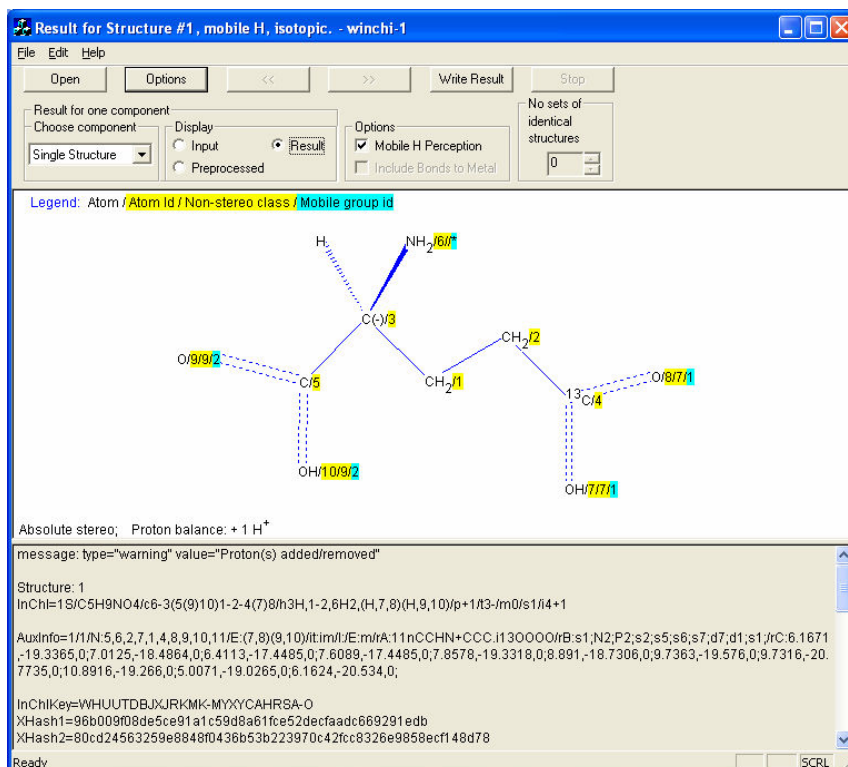 Result for Structure #1, mobile H, isotopic. - winchi-1
File Edit Help
Open Options << >> Write Result Stop
Result for one component
Choose component
Single Structure
Display
Input
Result
Preprocessed
Options
Mobile H Perception
Include Bonds to Metal
No sets of
identical
structures
0
Legend: Atom / Atom Id / Non-stereo class / Mobile group id
H
NH2/6//*
C(-)/3
CH2/2
O/9/9/2
C/5
CH2/1
13C/4
O/8/7/1
OH/10/9/2
OH/7/7/1
Absolute stereo; Proton balance: + 1 H+
message: type="warning" value="Proton(s) added/removed"
Structure: 1
InChI=1S/C5H9NO4/c6-3(5(9)10)1-2-4(7)8/h3H,1-2,6H2,(H,7,8)(H,9,10)/p+1/t3-/m0/s1/i4+1
AuxInfo=1/1/N:5,6,2,7,1,4,8,9,10,11/E:(7,8)(9,10)/it:im/I:/E:m/rA:11nCCHN+CCC.i13OOOO/rB:s1;N2;P2;s2;s5;s6;s7;d7;d1;s1;/rC:6.1671
,-19.3365,0;7.0125,-18.4864,0;6.4113,-17.4485,0;7.6089,-17.4485,0;7.8578,-19.3318,0;8.891,-18.7306,0;9.7363,-19.576,0;9.7316,-20.
7735,0;10.8916,-19.266,0;5.0071,-19.0265,0;6.1624,-20.534,0;
InChIKey=WHUUTDBJXJRKMK-MYXYCAHRSA-O
XHash1=96b009f08de5ce91a1c59d8a61fce52decfaadc669291edb
XHash2=80cd24563259e8848f0436b53b223970c42fcc8326e9858ecf148d78
Ready SCRL